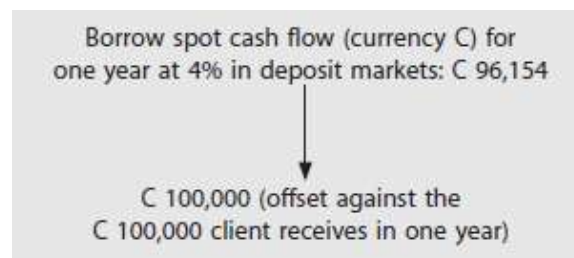 Borrow spot cash flow (currency C) for
one year at 4% in deposit markets: C 96,154
C 100,000 (offset against the
C 100,000 client receives in one year)